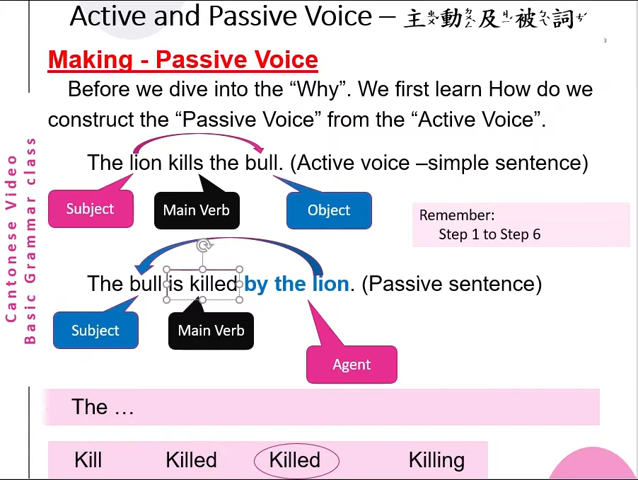 Active and Passive Voice – 主動及被詞
3
Making - Passive Voice
Before we dive into the “Why”. We first learn How do we
construct the “Passive Voice” from the “Active Voice”.
The lion kills the bull. (Active voice –simple sentence)
Subject
Main Verb
Object
Remember:
Step 1 to Step 6
The bull is killed by the lion. (Passive sentence)
Subject
Main Verb
Agent
The …
Kill Killed Killed Killing
Cantonese Video
Basic Grammar class